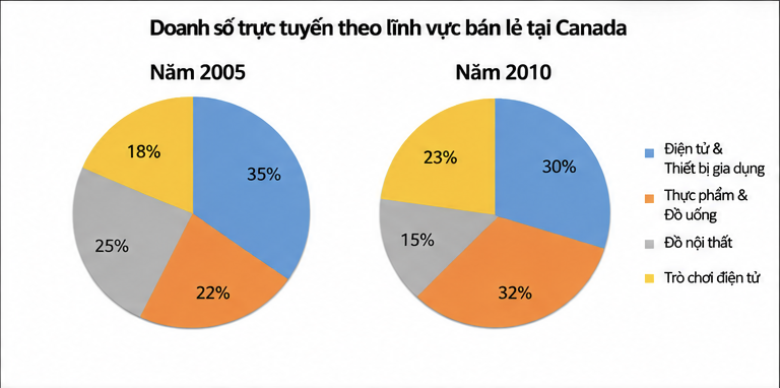 Doanh số trực tuyến theo lĩnh vực bán lẻ tại Canada
Năm 2005
Năm 2010
18%
35%
25%
22%
23%
30%
15%
32%
Điện tử &
Thiết bị gia dụng
Thực phẩm &
Đồ uống
Đồ nội thất
Trò chơi điện tử